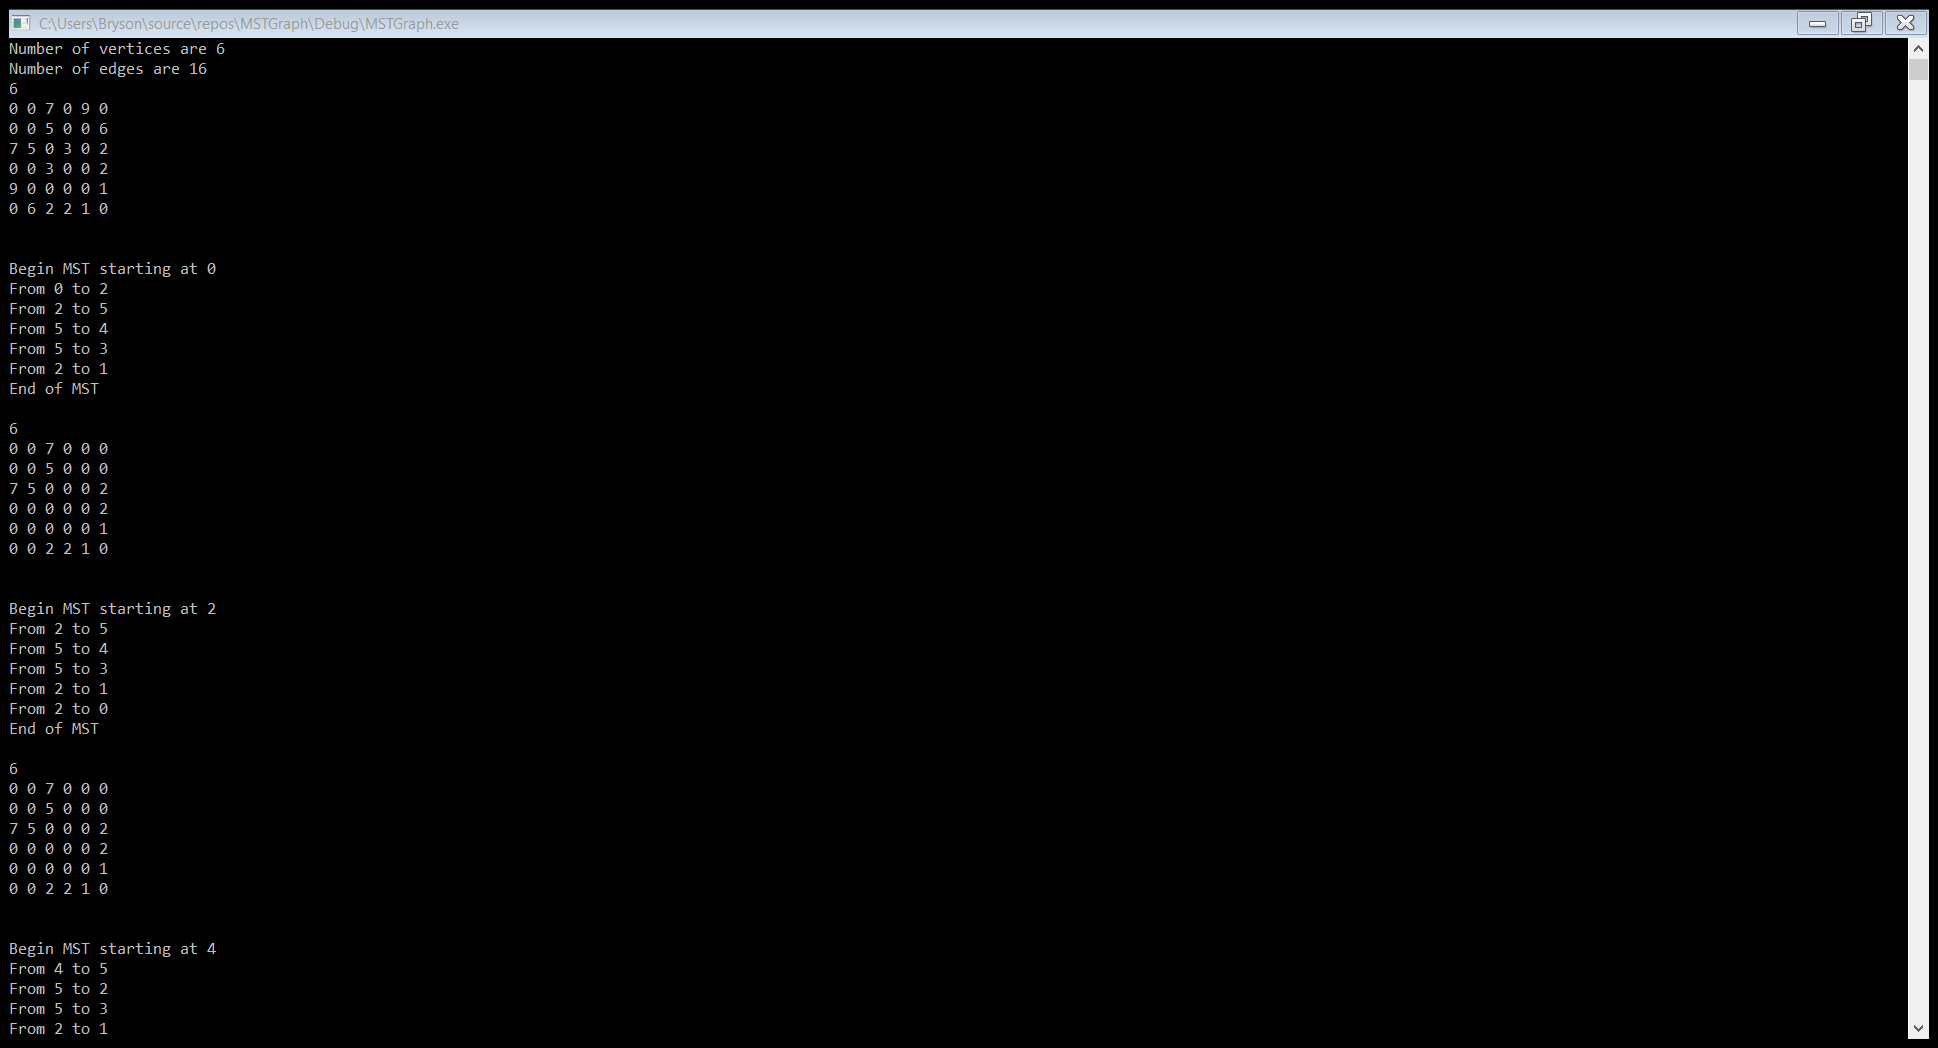 C:\Users\Bryson\source\repos\MSTGraph\Debug\MSTGraph.exe
Number of vertices are 6
Number of edges are 16
6
0 0 7 0 9 0
0 0 5 0 0 6
7 5 0 3 0 2
0 0 3 0 0 2
9 0 0 0 0 1
0 6 2 2 1 0
Begin MST starting at 0
From 0 to 2
From 2 to 5
From 5 to 4
From 5 to 3
From 2 to 1
End of MST
6
0 0 7 0 0 0
0 0 5 0 0 0
7 5 0 0 0 2
0 0 0 0 0 2
0 0 0 0 0 1
0 0 2 2 1 0
Begin MST starting at 2
From 2 to 5
From 5 to 4
From 5 to 3
From 2 to 1
From 2 to 0
End of MST
6
0 0 7 0 0 0
0 0 5 0 0 0
7 5 0 0 0 2
0 0 0 0 0 2
0 0 0 0 0 1
0 0 2 2 1 0
Begin MST starting at 4
From 4 to 5
From 5 to 2
From 5 to 3
From 2 to 1